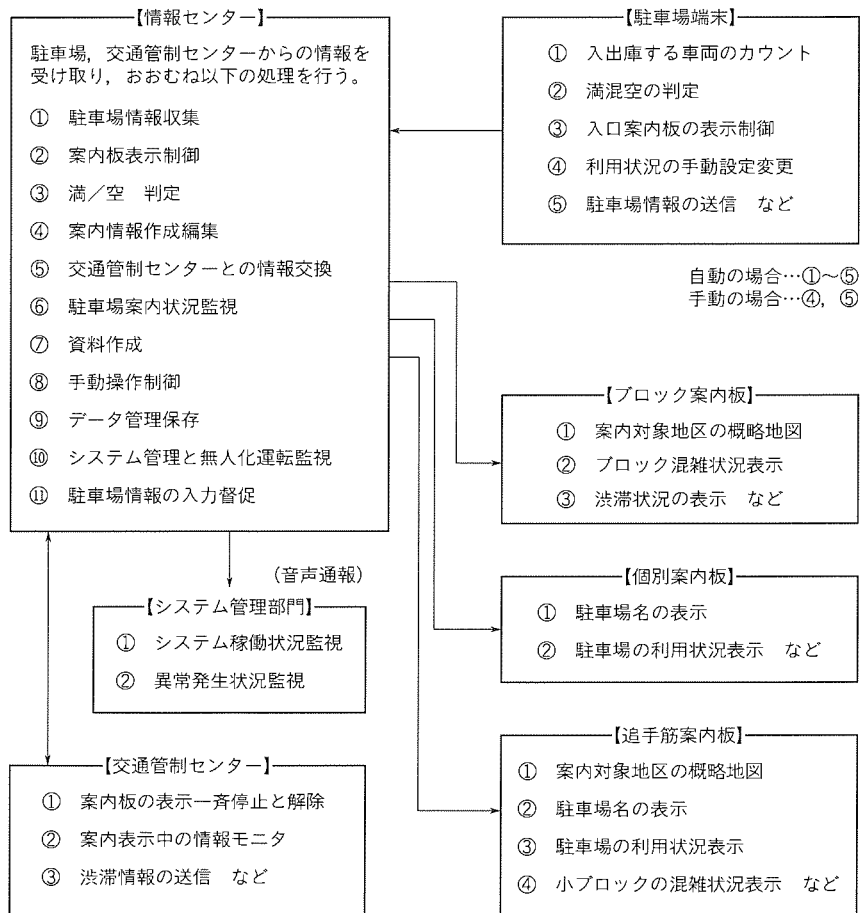 【情報センター】
駐車場，交通管制センターからの情報を
受け取り，おおむね以下の処理を行う。
① 駐車場情報収集
② 案内板表示制御
③ 満／空 判定
④ 案内情報作成編集
⑤ 交通管制センターとの情報交換
⑥ 駐車場案内状況監視
⑦ 資料作成
⑧ 手動操作制御
⑨ データ管理保存
⑩ システム管理と無人化運転監視
⑪ 駐車場情報の入力督促
【駐車場端末】
① 入出庫する車両のカウント
② 満混空の判定
③ 入口案内板の表示制御
④ 利用状況の手動設定変更
⑤ 駐車場情報の送信 など
自動の場合…①～⑤
手動の場合…④，⑤
【ブロック案内板】
① 案内対象地区の概略地図
② ブロック混雑状況表示
③ 渋滞状況の表示 など
（音声通報）
【システム管理部門】
① システム稼働状況監視
② 異常発生状況監視
【個別案内板】
① 駐車場名の表示
② 駐車場の利用状況表示 など
【交通管制センター】
① 案内板の表示一斉停止と解除
② 案内表示中の情報モニタ
③ 渋滞情報の送信 など
【追手筋案内板】
① 案内対象地区の概略地図
② 駐車場名の表示
③ 駐車場の利用状況表示
④ 小ブロックの混雑状況表示 など